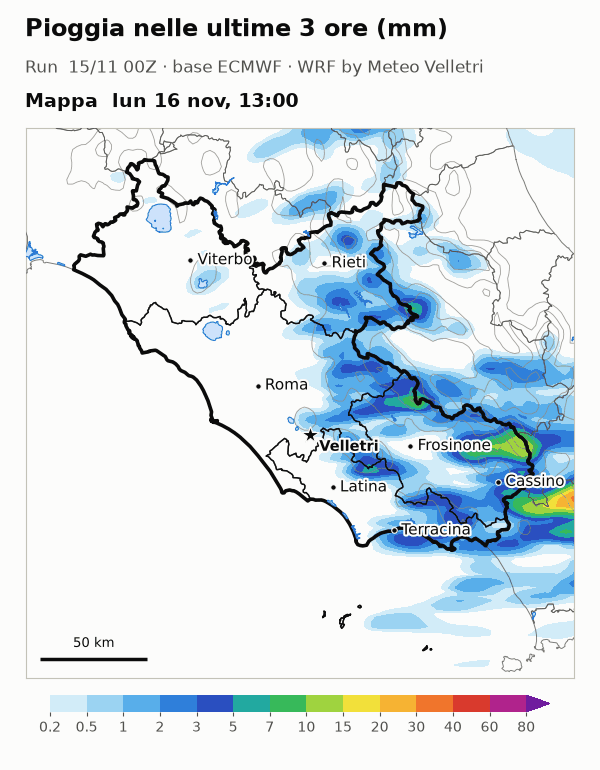 Pioggia nelle ultime 3 ore (mm)
Run  15/11 00Z · base ECMWF · WRF by Meteo Velletri
Mappa  lun 16 nov, 13:00
Viterbo
Rieti
Roma
Velletri
Frosinone
Cassino
Latina
Terracina
50 km
0.2 0.5 1 2 3 5 7 10 15 20 30 40 60 80